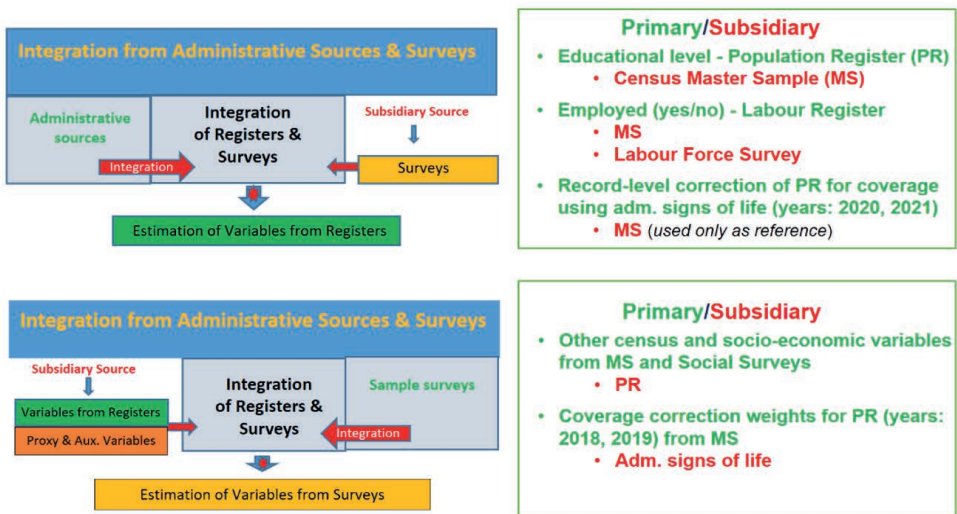 Integration from Administrative Sources & Surveys
Administrative
sources
Integration
Integration
of Registers &
Surveys
Subsidiary Source
Surveys
Estimation of Variables from Registers
Primary/Subsidiary
• Educational level - Population Register (PR)
• Census Master Sample (MS)
• Employed (yes/no) - Labour Register
• MS
• Labour Force Survey
• Record-level correction of PR for coverage
using adm. signs of life (years: 2020, 2021)
• MS (used only as reference)
Integration from Administrative Sources & Surveys
Subsidiary Source
Variables from Registers
Proxy & Aux. Variables
Integration
of Registers &
Surveys
Sample surveys
Integration
Estimation of Variables from Surveys
Primary/Subsidiary
• Other census and socio-economic variables
from MS and Social Surveys
• PR
• Coverage correction weights for PR (years:
2018, 2019) from MS
• Adm. signs of life